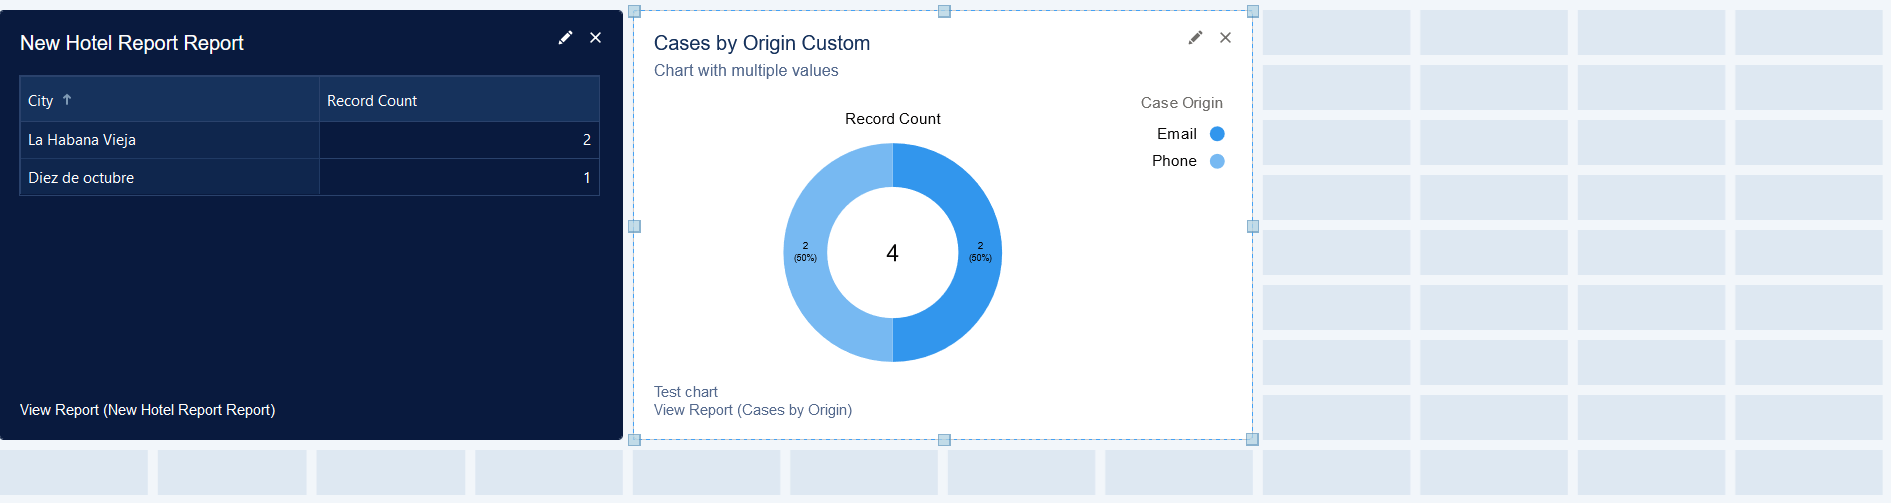 New Hotel Report Report
City Record Count
La Habana Vieja 2
Diez de octubre 1
View Report (New Hotel Report Report)
Cases by Origin Custom
Chart with multiple values
Case Origin
Email
Phone
Record Count
2
(50%)
4
2
(50%)
Test chart
View Report (Cases by Origin)